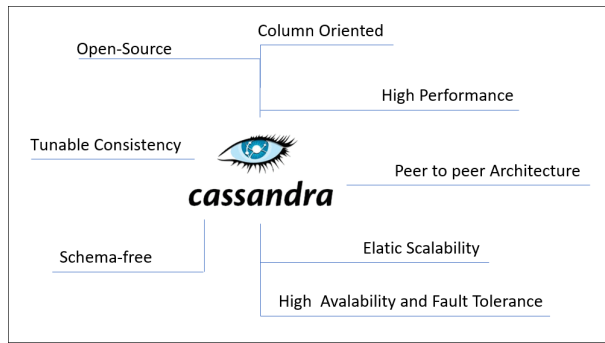 Column Oriented
Open-Source
High Performance
Tunable Consistency
Peer to peer Architecture
cassandra
Elatic Scalability
Schema-free
High Avalability and Fault Tolerance